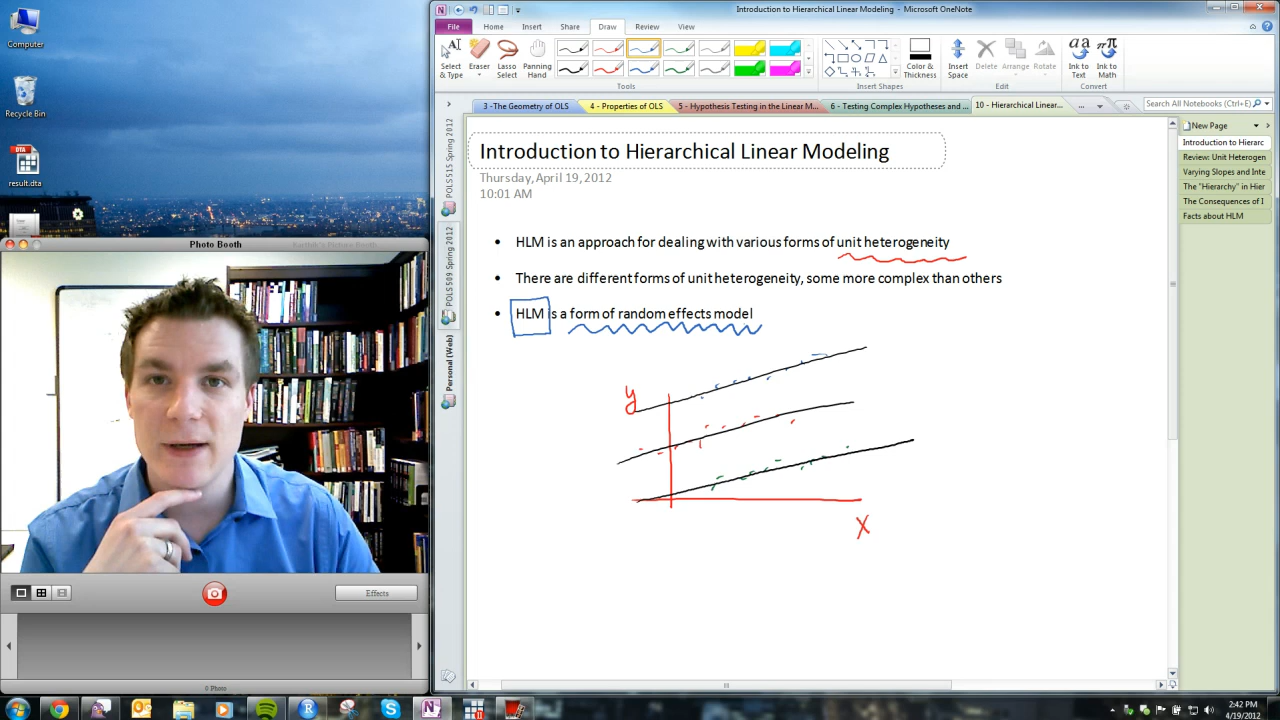 Computer
Recycle Bin
result.dta
Photo Booth
Effects
0 Photo
Introduction to Hierarchical Linear Modeling - Microsoft OneNote
File Home Insert Share Draw Review View
Select & Type
Eraser
Lasso Select
Panning Hand
Color & Thickness
Insert Space
Delete
Arrange
Rotate
Ink to Text
Ink to Math
Tools
Insert Shapes
Edit
Convert
3 -The Geometry of OLS
4 - Properties of OLS
5 - Hypothesis Testing in the Linear M...
6 - Testing Complex Hypotheses and ...
10 - Hierarchical Linear...
Search All Notebooks (Ctrl+E)
POLS 515 Spring 2012
POLS 509 Spring 2012
Personal (Web)
Introduction to Hierarchical Linear Modeling
Thursday, April 19, 2012
10:01 AM
• HLM is an approach for dealing with various forms of unit heterogeneity
• There are different forms of unit heterogeneity, some more complex than others
• HLM is a form of random effects model
y
X
New Page
Introduction to Hierarc
Review: Unit Heterogen
Varying Slopes and Inte
The "Hierarchy" in Hier
The Consequences of I
Facts about HLM
2:42 PM
4/19/2012